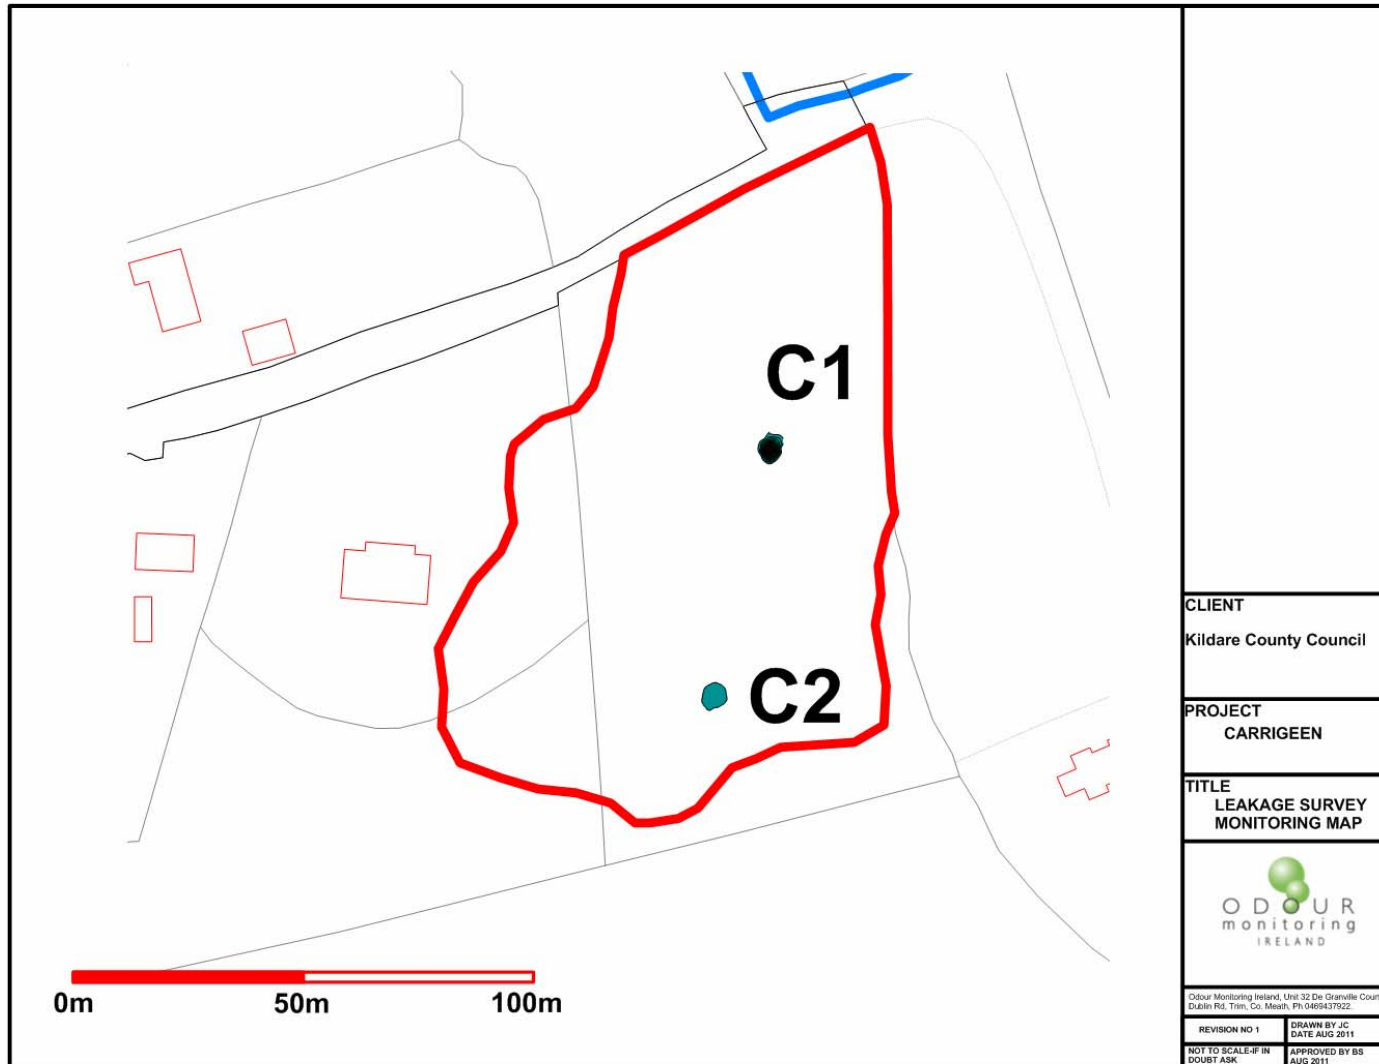 C1
C2
0m
50m
100m
CLIENT
Kildare County Council
PROJECT
CARRIGEEN
TITLE
LEAKAGE SURVEY
MONITORING MAP
ODOUR
monitoring
IRELAND
Odour Monitoring Ireland, Unit 32 De Granville Court
Dublin Rd, Trim, Co. Meath, Ph 0469437922.
REVISION NO 1
DRAWN BY JC
DATE AUG 2011
NOT TO SCALE-IF IN
DOUBT ASK
APPROVED BY BS
AUG 2011